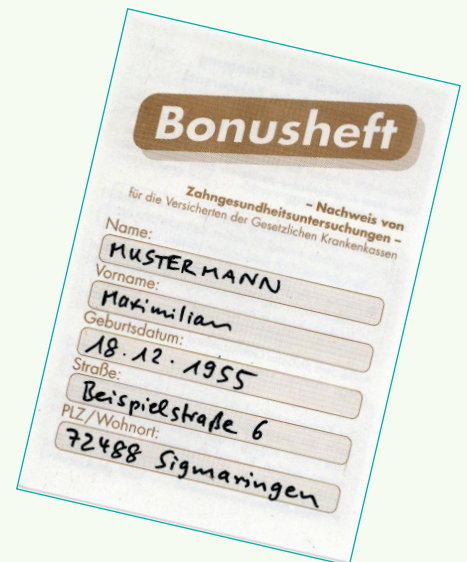 Bonusheft
– Nachweis von
Zahngesundheitsuntersuchungen –
für die Versicherten der Gesetzlichen Krankenkassen
Name:
MUSTERMANN
Vorname:
Maximilian
Geburtsdatum:
18.12.1955
Straße:
Beispielstraße 6
PLZ/Wohnort:
72488 Sigmaringen